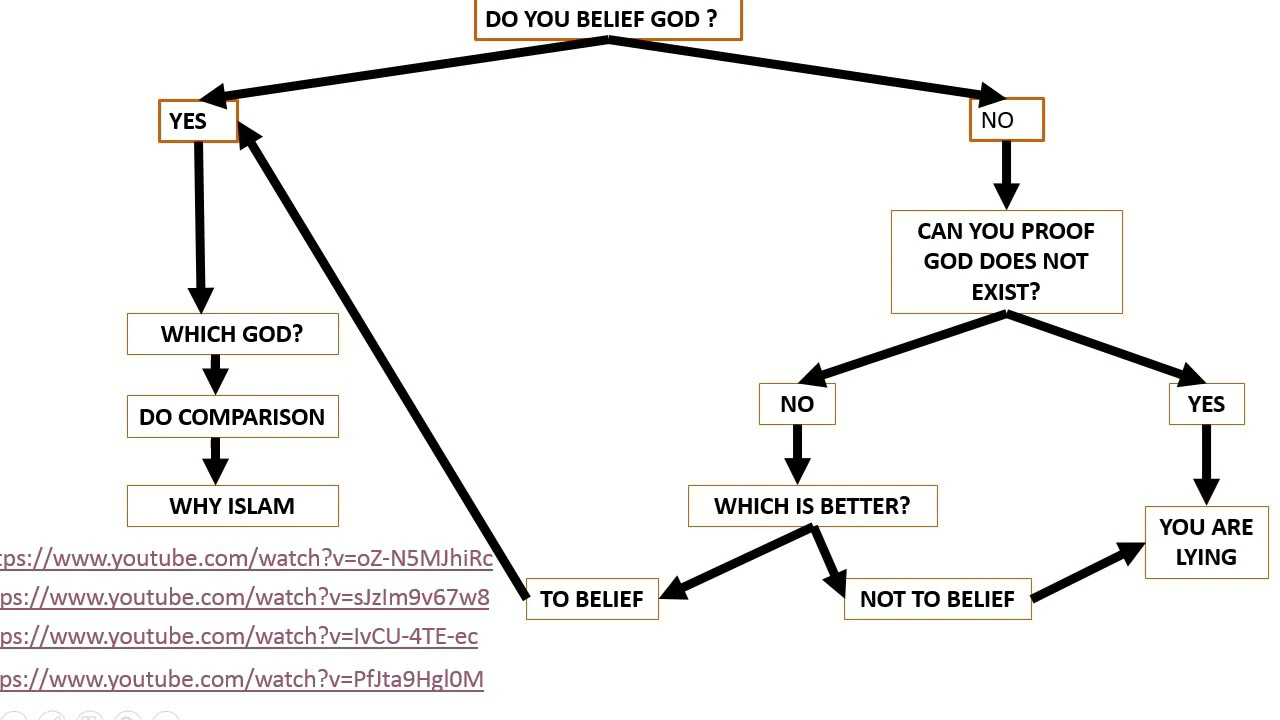 DO YOU BELIEF GOD ?
YES
NO
CAN YOU PROOF
GOD DOES NOT
EXIST?
WHICH GOD?
NO
YES
DO COMPARISON
WHY ISLAM
WHICH IS BETTER?
YOU ARE
LYING
tps://www.youtube.com/watch?v=oZ-N5MJhiRc
ps://www.youtube.com/watch?v=sJzIm9v67w8
TO BELIEF
NOT TO BELIEF
ps://www.youtube.com/watch?v=IvCU-4TE-ec
ps://www.youtube.com/watch?v=PfJta9Hgl0M